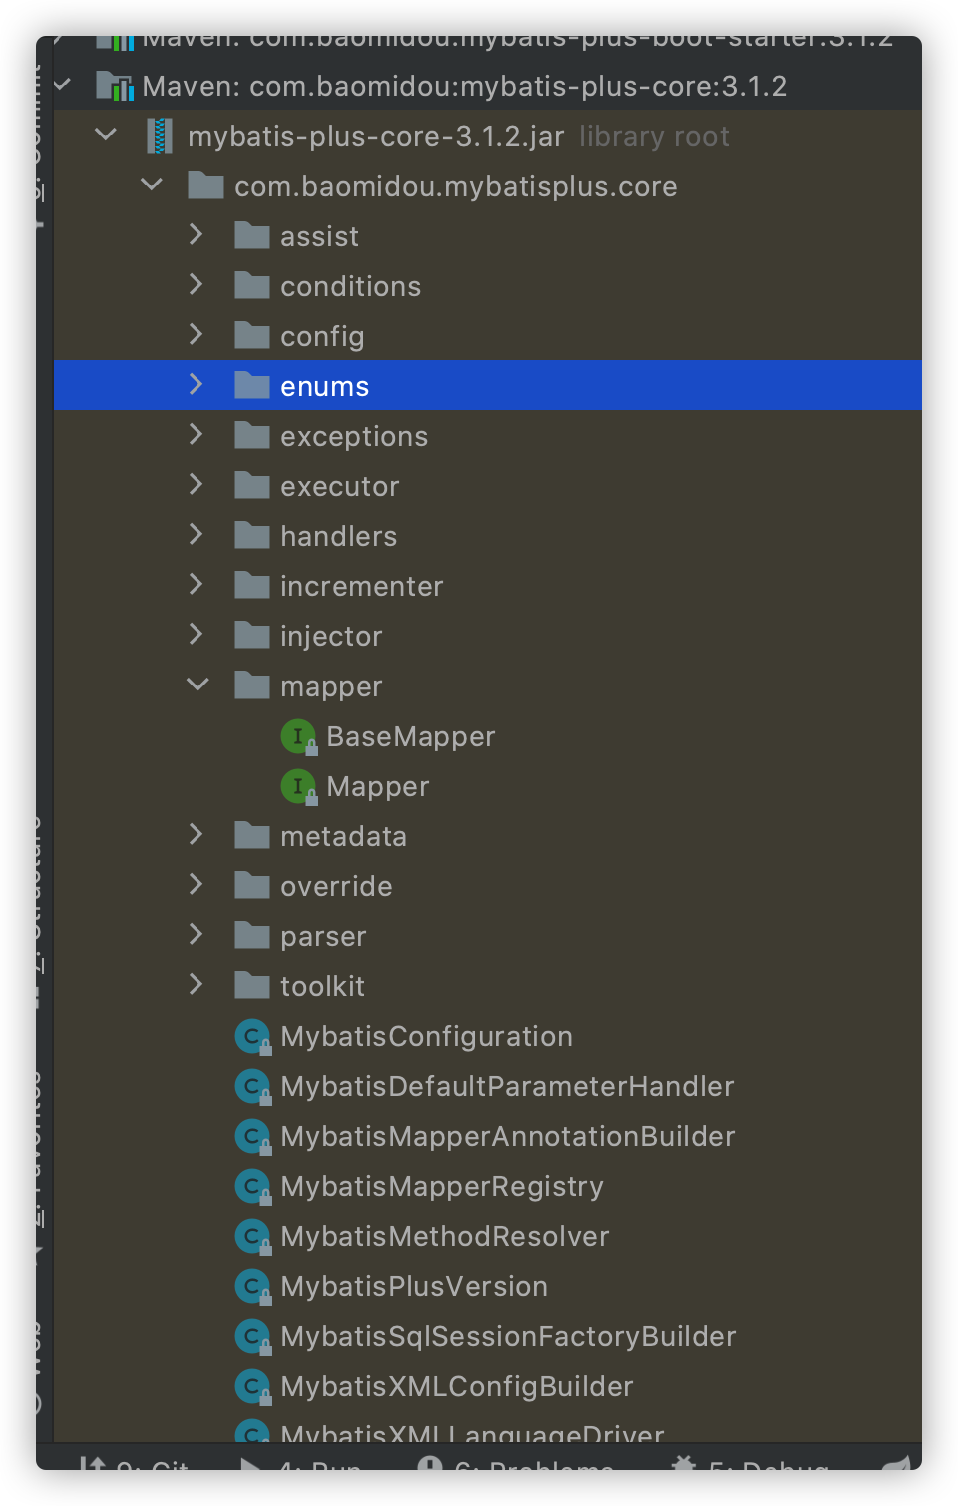 Maven: com.baomidou:mybatis-plus-boot-starter:3.1.2
Maven: com.baomidou:mybatis-plus-core:3.1.2
mybatis-plus-core-3.1.2.jar library root
com.baomidou.mybatisplus.core
assist
conditions
config
enums
exceptions
executor
handlers
incrementer
injector
mapper
BaseMapper
Mapper
metadata
override
parser
toolkit
MybatisConfiguration
MybatisDefaultParameterHandler
MybatisMapperAnnotationBuilder
MybatisMapperRegistry
MybatisMethodResolver
MybatisPlusVersion
MybatisSqlSessionFactoryBuilder
MybatisXMLConfigBuilder
MybatisXMLLanguageDriver
9: Git 4: Run 6: Problems 5: Debug